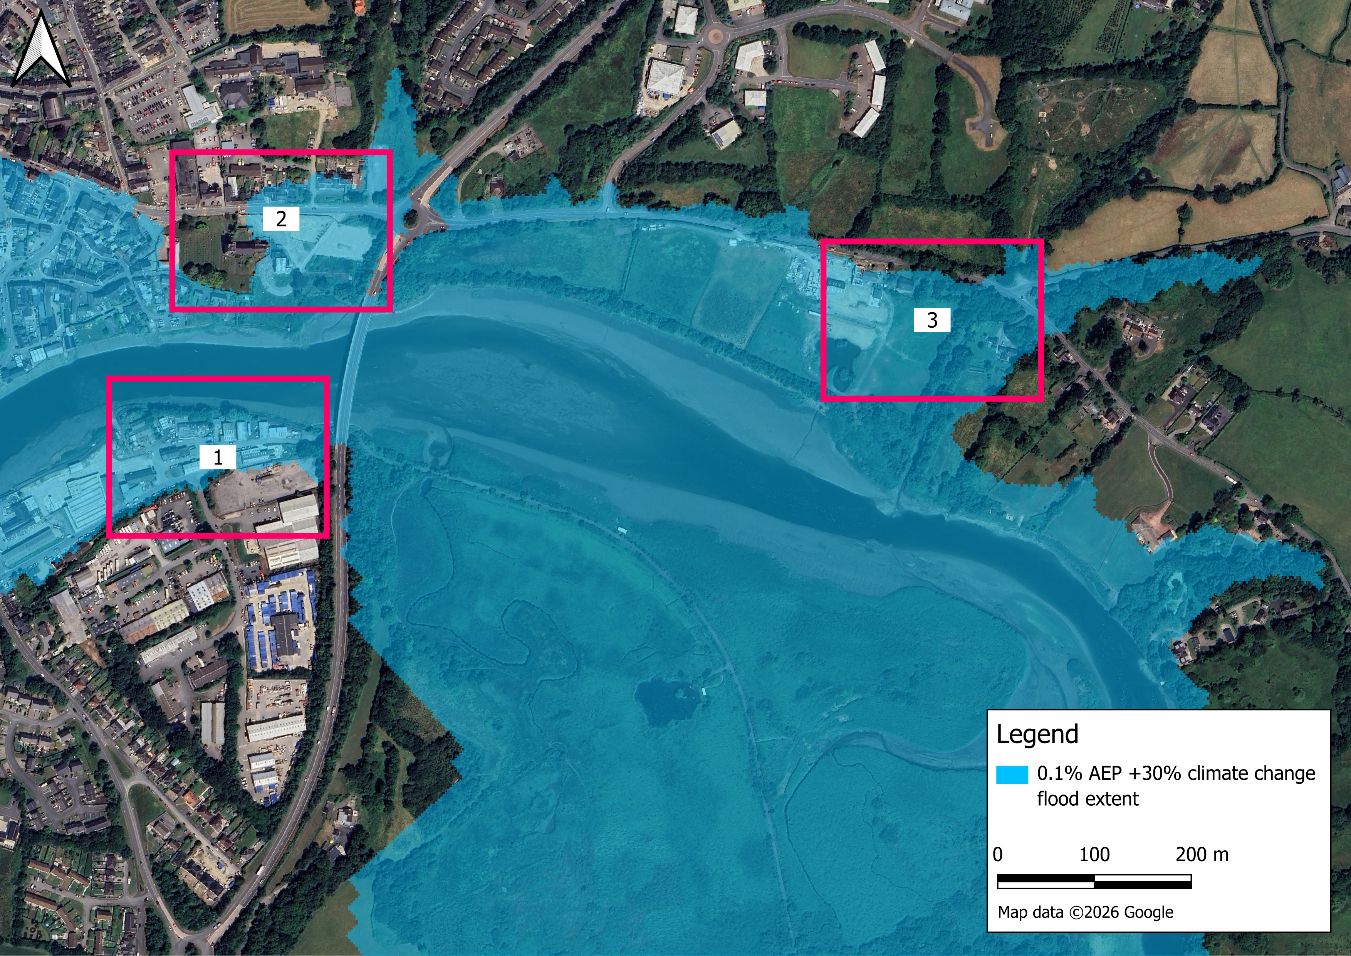 2
3
1
Legend
0.1% AEP +30% climate change
flood extent
0 100 200 m
Map data ©2026 Google